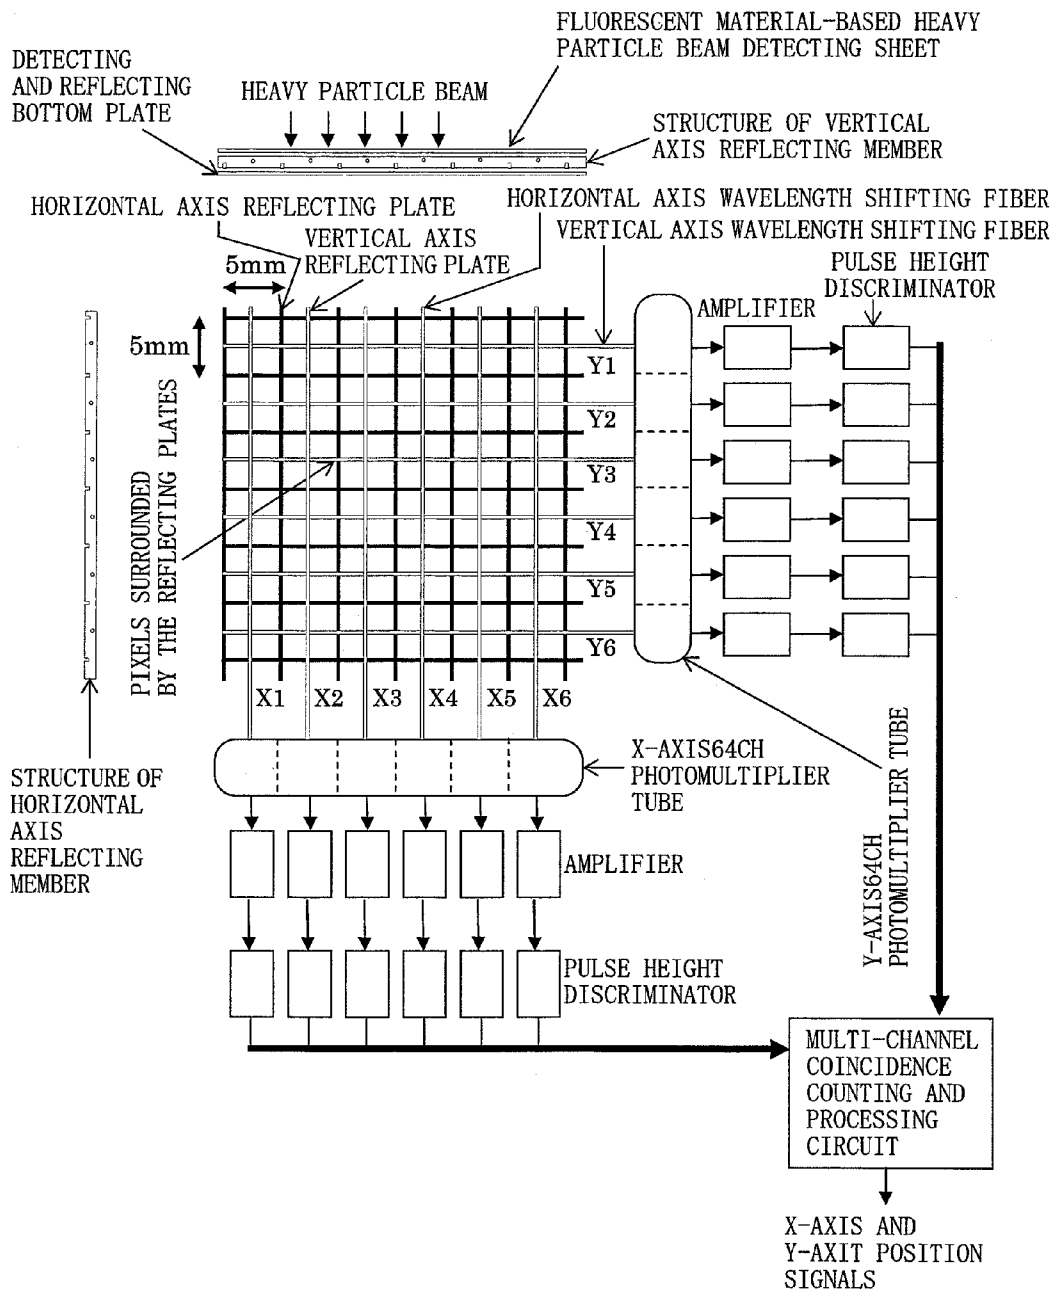 FLUORESCENT MATERIAL-BASED HEAVY
PARTICLE BEAM DETECTING SHEET
DETECTING
AND REFLECTING
BOTTOM PLATE
HEAVY PARTICLE BEAM
STRUCTURE OF VERTICAL
AXIS REFLECTING MEMBER
HORIZONTAL AXIS REFLECTING PLATE
HORIZONTAL AXIS WAVELENGTH SHIFTING FIBER
VERTICAL AXIS WAVELENGTH SHIFTING FIBER
VERTICAL AXIS
REFLECTING PLATE
PULSE HEIGHT
DISCRIMINATOR
AMPLIFIER
5mm
5mm
Y1
Y2
Y3
Y4
Y5
Y6
PIXELS SURROUNDED
BY THE REFLECTING PLATES
X1
X2
X3
X4
X5
X6
X-AXIS64CH
PHOTOMULTIPLIER
TUBE
Y-AXIS64CH
PHOTOMULTIPLIER TUBE
STRUCTURE OF
HORIZONTAL
AXIS
REFLECTING
MEMBER
AMPLIFIER
PULSE HEIGHT
DISCRIMINATOR
MULTI-CHANNEL
COINCIDENCE
COUNTING AND
PROCESSING
CIRCUIT
X-AXIS AND
Y-AXIT POSITION
SIGNALS